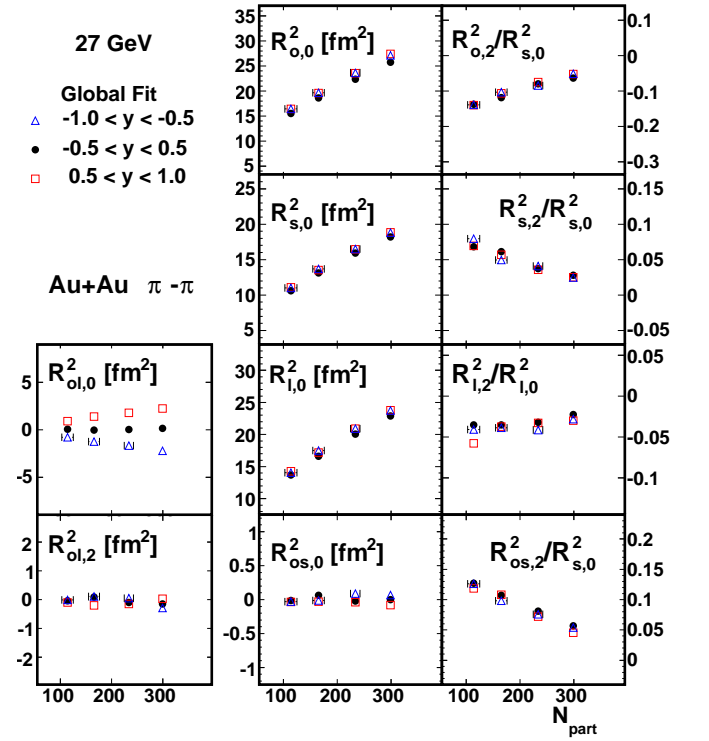 27 GeV
Global Fit
-1.0 < y < -0.5
-0.5 < y < 0.5
0.5 < y < 1.0
Au+Au π -π
R²o,0 [fm²]
35
30
25
20
15
10
5
R²o,2/R²s,0
0
-0.1
-0.2
-0.3
R²s,0 [fm²]
25
20
15
10
5
R²s,2/R²s,0
0.15
0.1
0.05
0
-0.05
R²ol,0 [fm²]
5
0
-5
R²l,0 [fm²]
30
25
20
15
10
R²l,2/R²l,0
0.05
0
-0.05
-0.1
R²ol,2 [fm²]
2
1
0
-1
-2
R²os,0 [fm²]
1
0.5
0
-0.5
-1
R²os,2/R²s,0
0.2
0.15
0.1
0.05
0
100 200 300
100 200 300
100 200 300
Npart